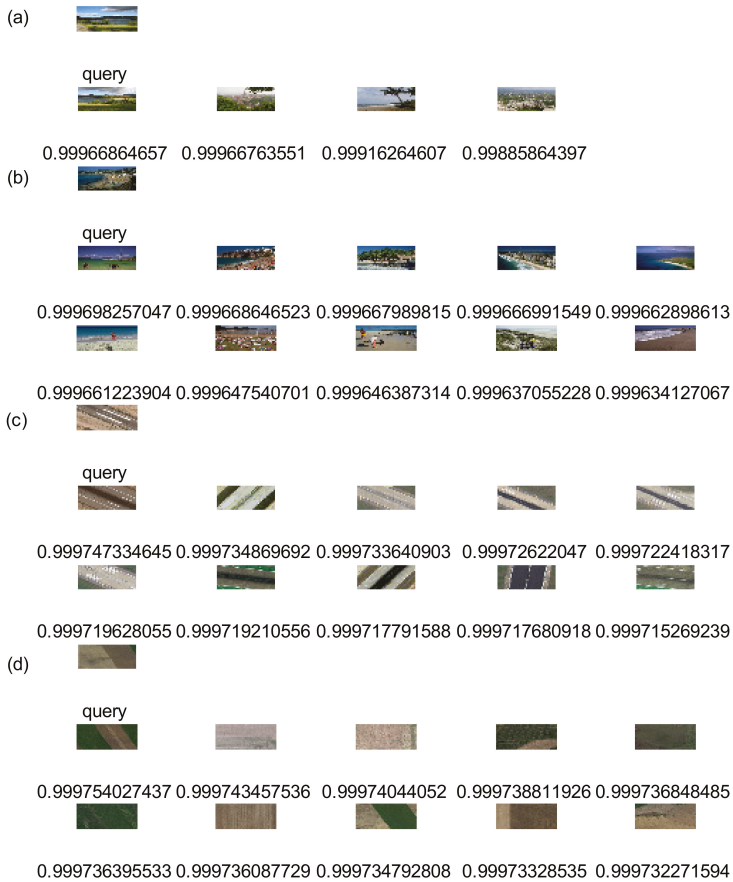 (a)
query
0.99966864657 0.99966763551 0.99916264607 0.99885864397
(b)
query
0.999698257047 0.999668646523 0.999667989815 0.999666991549 0.999662898613
0.999661223904 0.999647540701 0.999646387314 0.999637055228 0.999634127067
(c)
query
0.999747334645 0.999734869692 0.999733640903 0.99972622047 0.999722418317
0.999719628055 0.999719210556 0.999717791588 0.999717680918 0.999715269239
(d)
query
0.999754027437 0.999743457536 0.99974044052 0.999738811926 0.999736848485
0.999736395533 0.999736087729 0.999734792808 0.99973328535 0.999732271594